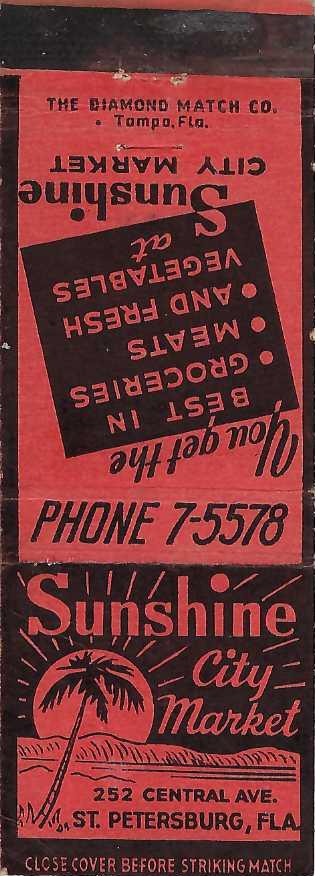 THE DIAMOND MATCH CO.
Tampa, Fla.
You get the
BEST IN
• GROCERIES
• MEATS
• AND FRESH
VEGETABLES
at
Sunshine
CITY MARKET
PHONE 7-5578
Sunshine
City
Market
252 CENTRAL AVE.
ST. PETERSBURG, FLA.
CLOSE COVER BEFORE STRIKING MATCH